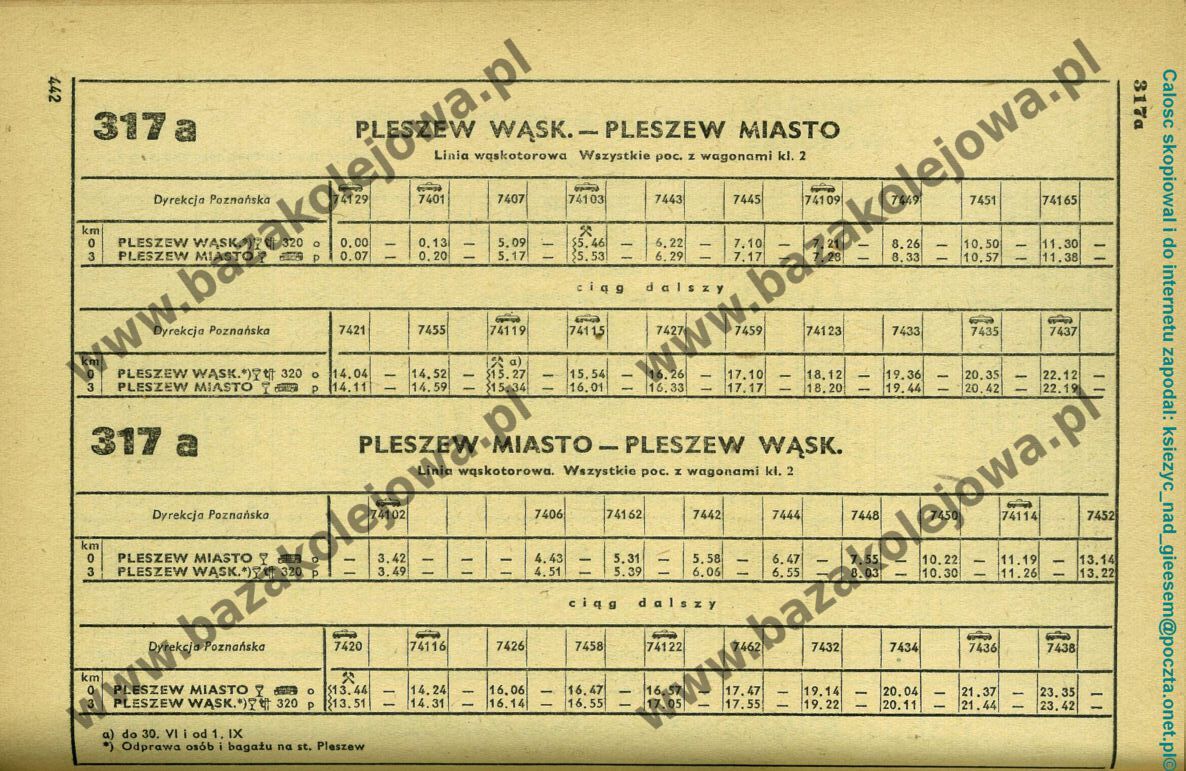 442
317a
317 a
PLESZEW WĄSK. — PLESZEW MIASTO
Linia wąskotorowa Wszystkie poc. z wagonami kl. 2
Dyrekcja Poznańska 74129 7401 7407 74103 7443 7445 74109 7449 7451 74165
km
0 PLESZEW WĄSK.*) 320 o 0.00 — 0.13 — 5.09 — 5.46 — 6.22 — 7.10 — 7.21 — 8.26 — 10.50 — 11.30 —
3 PLESZEW MIASTO p 0.07 — 0.20 — 5.17 — 5.53 — 6.29 — 7.17 — 7.28 — 8.33 — 10.57 — 11.38 —
ciąg dalszy
Dyrekcja Poznańska 7421 7455 74119 74115 7427 7459 74123 7433 7435 7437
km a)
0 PLESZEW WĄSK.*) 320 o 14.04 — 14.52 — 15.27 — 15.54 — 16.26 — 17.10 — 18.12 — 19.36 — 20.35 — 22.12 —
3 PLESZEW MIASTO p 14.11 — 14.59 — 15.34 — 16.01 — 16.33 — 17.17 — 18.20 — 19.44 — 20.42 — 22.19 —
317 a
PLESZEW MIASTO — PLESZEW WĄSK.
Linia wąskotorowa. Wszystkie poc. z wagonami kl. 2
Dyrekcja Poznańska 74102 7406 74162 7442 7444 7448 7450 74114 7452
km
0 PLESZEW MIASTO o — 3.42 — — — 4.43 — 5.31 — 5.58 — 6.47 — 7.55 — 10.22 — 11.19 — 13.14
3 PLESZEW WĄSK.*) 320 p — 3.49 — — — 4.51 — 5.39 — 6.06 — 6.55 — 8.03 — 10.30 — 11.26 — 13.22
ciąg dalszy
Dyrekcja Poznańska 7420 74116 7426 7458 74122 7462 7432 7434 7436 7438
km
0 PLESZEW MIASTO o 13.44 — 14.24 — 16.06 — 16.47 — 16.57 — 17.47 — 19.14 — 20.04 — 21.37 — 23.35 —
3 PLESZEW WĄSK.*) 320 p 13.51 — 14.31 — 16.14 — 16.55 — 17.05 — 17.55 — 19.22 — 20.11 — 21.44 — 23.42 —
a) do 30. VI i od 1. IX
*) Odprawa osób i bagażu na st. Pleszew
www.bazakolejowa.pl
www.bazakolejowa.pl
www.bazakolejowa.pl
www.bazakolejowa.pl
Calosc skopiowal i do internetu zapodal: ksiezyc_nad_gieesem@poczta.onet.pl©